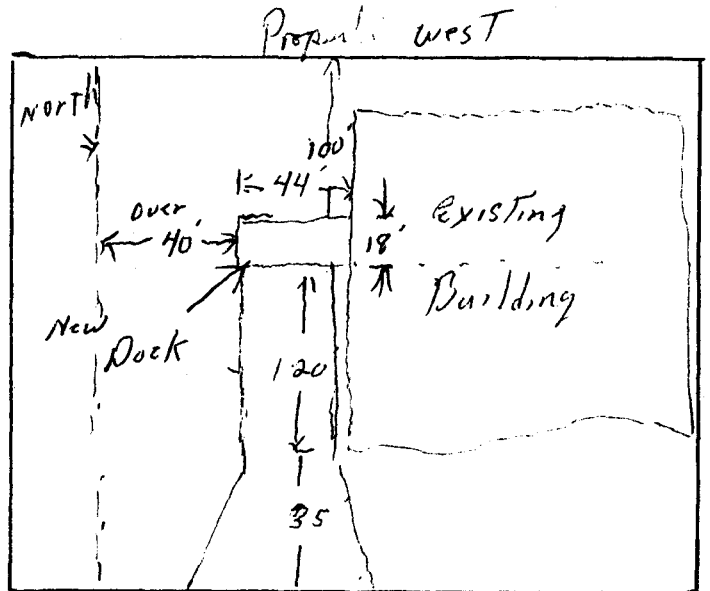 West
North
100'
44'
Over
40'
18'
Existing
Building
New
Dock
120
35